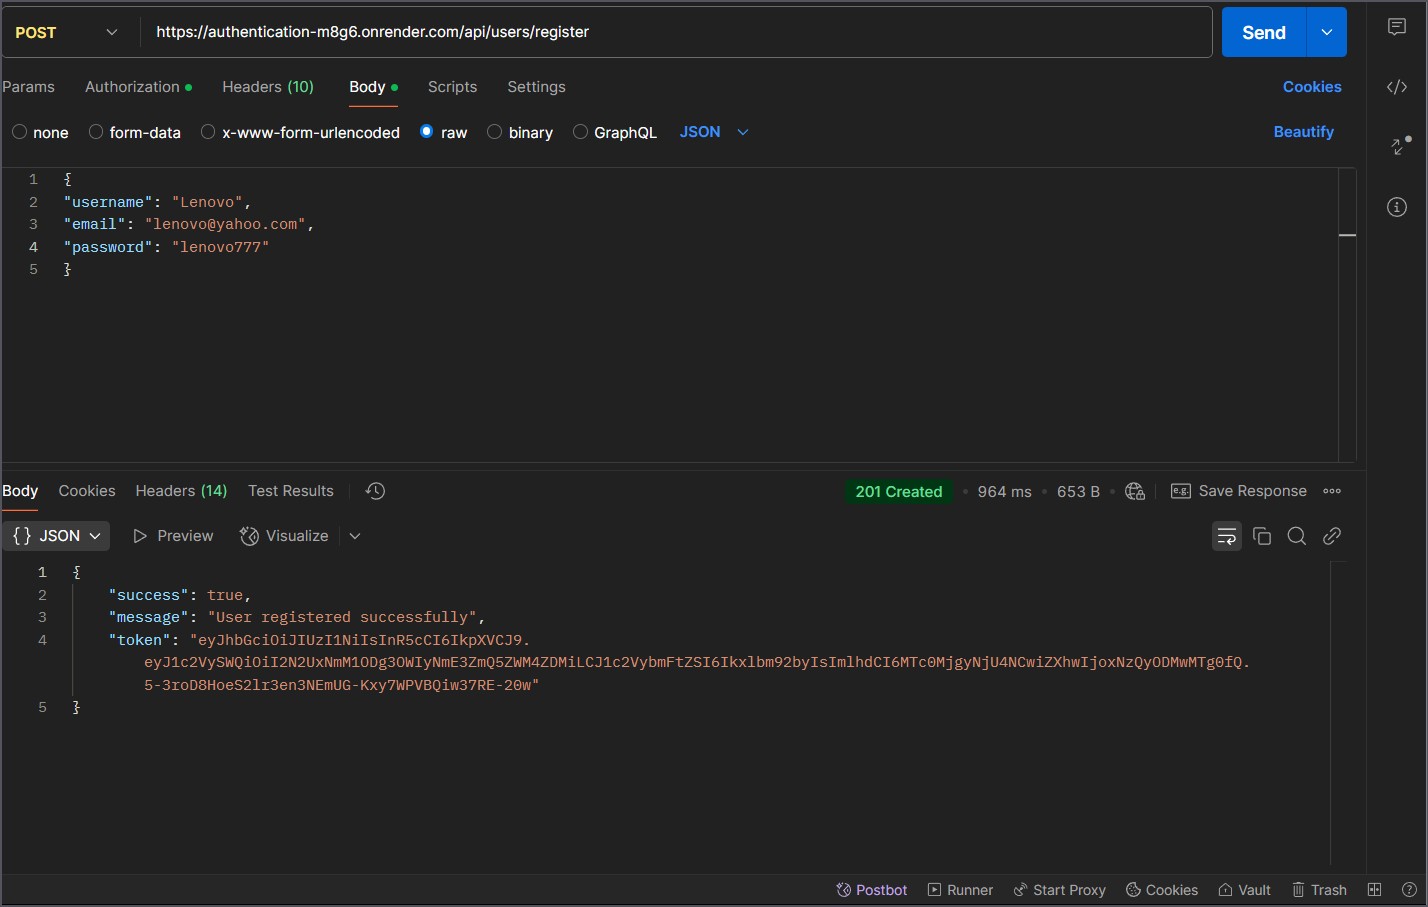 POST https://authentication-m8g6.onrender.com/api/users/register Send
Params Authorization Headers (10) Body Scripts Settings Cookies
none form-data x-www-form-urlencoded raw binary GraphQL JSON Beautify
1 {
2 "username": "Lenovo",
3 "email": "lenovo@yahoo.com",
4 "password": "lenovo777"
5 }
Body Cookies Headers (14) Test Results 201 Created 964 ms 653 B e.g. Save Response
{} JSON Preview Visualize
1 {
2 "success": true,
3 "message": "User registered successfully",
4 "token": "eyJhbGciOiJIUzI1NiIsInR5cCI6IkpXVCJ9.
eyJ1c2VySWQiOiI2N2UxNmM1ODg3OWIyNmE3ZmQ5ZWM4ZDMiLCJ1c2VybmFtZSI6Ikxlbm92byIsImlhdCI6MTc0MjgyNjU4NCwiZXhwIjoxNzQyODMwMTg0fQ.
5-3roD8HoeS2lr3en3NEmUG-Kxy7WPVBQiw37RE-20w"
5 }
Postbot Runner Start Proxy Cookies Vault Trash